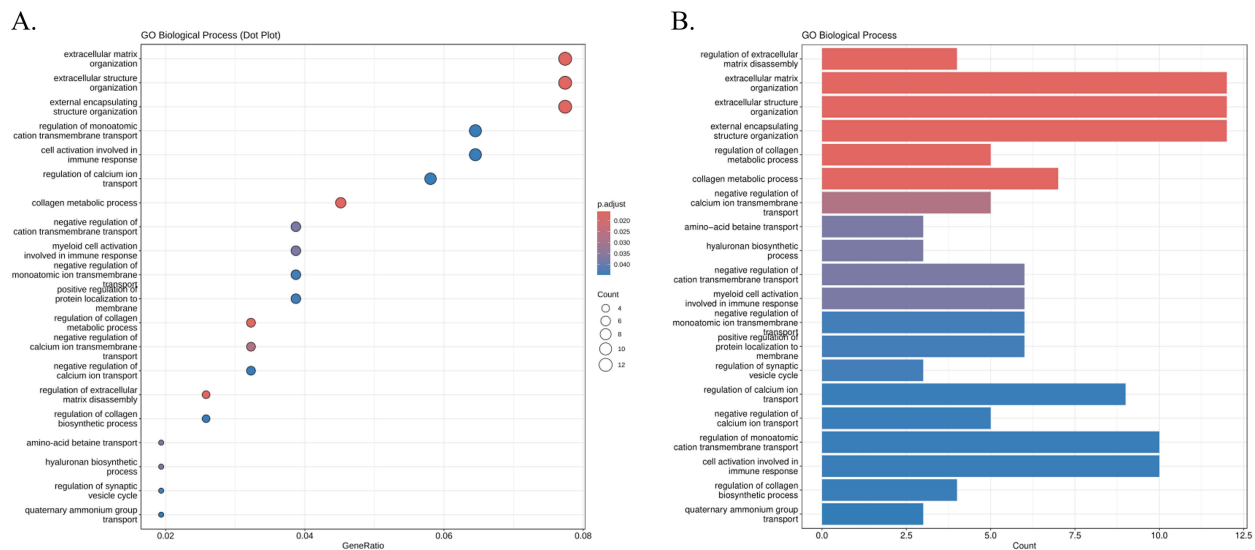 A.
GO Biological Process (Dot Plot)
extracellular matrix
organization
extracellular structure
organization
external encapsulating
structure organization
regulation of monoatomic
cation transmembrane transport
cell activation involved in
immune response
regulation of calcium ion
transport
collagen metabolic process
negative regulation of
cation transmembrane transport
myeloid cell activation
involved in immune response
negative regulation of
monoatomic ion transmembrane
transport
positive regulation of
protein localization to
membrane
regulation of collagen
metabolic process
negative regulation of
calcium ion transmembrane
transport
negative regulation of
calcium ion transport
regulation of extracellular
matrix disassembly
regulation of collagen
biosynthetic process
amino−acid betaine transport
hyaluronan biosynthetic
process
regulation of synaptic
vesicle cycle
quaternary ammonium group
transport
0.02 0.04 0.06 0.08
GeneRatio
p.adjust
0.020
0.025
0.030
0.035
0.040
Count
4
6
8
10
12
B.
GO Biological Process
regulation of extracellular
matrix disassembly
extracellular matrix
organization
extracellular structure
organization
external encapsulating
structure organization
regulation of collagen
metabolic process
collagen metabolic process
negative regulation of
calcium ion transmembrane
transport
amino−acid betaine transport
hyaluronan biosynthetic
process
negative regulation of
cation transmembrane transport
myeloid cell activation
involved in immune response
negative regulation of
monoatomic ion transmembrane
transport
positive regulation of
protein localization to
membrane
regulation of synaptic
vesicle cycle
regulation of calcium ion
transport
negative regulation of
calcium ion transport
regulation of monoatomic
cation transmembrane transport
cell activation involved in
immune response
regulation of collagen
biosynthetic process
quaternary ammonium group
transport
0.0 2.5 5.0 7.5 10.0 12.5
Count